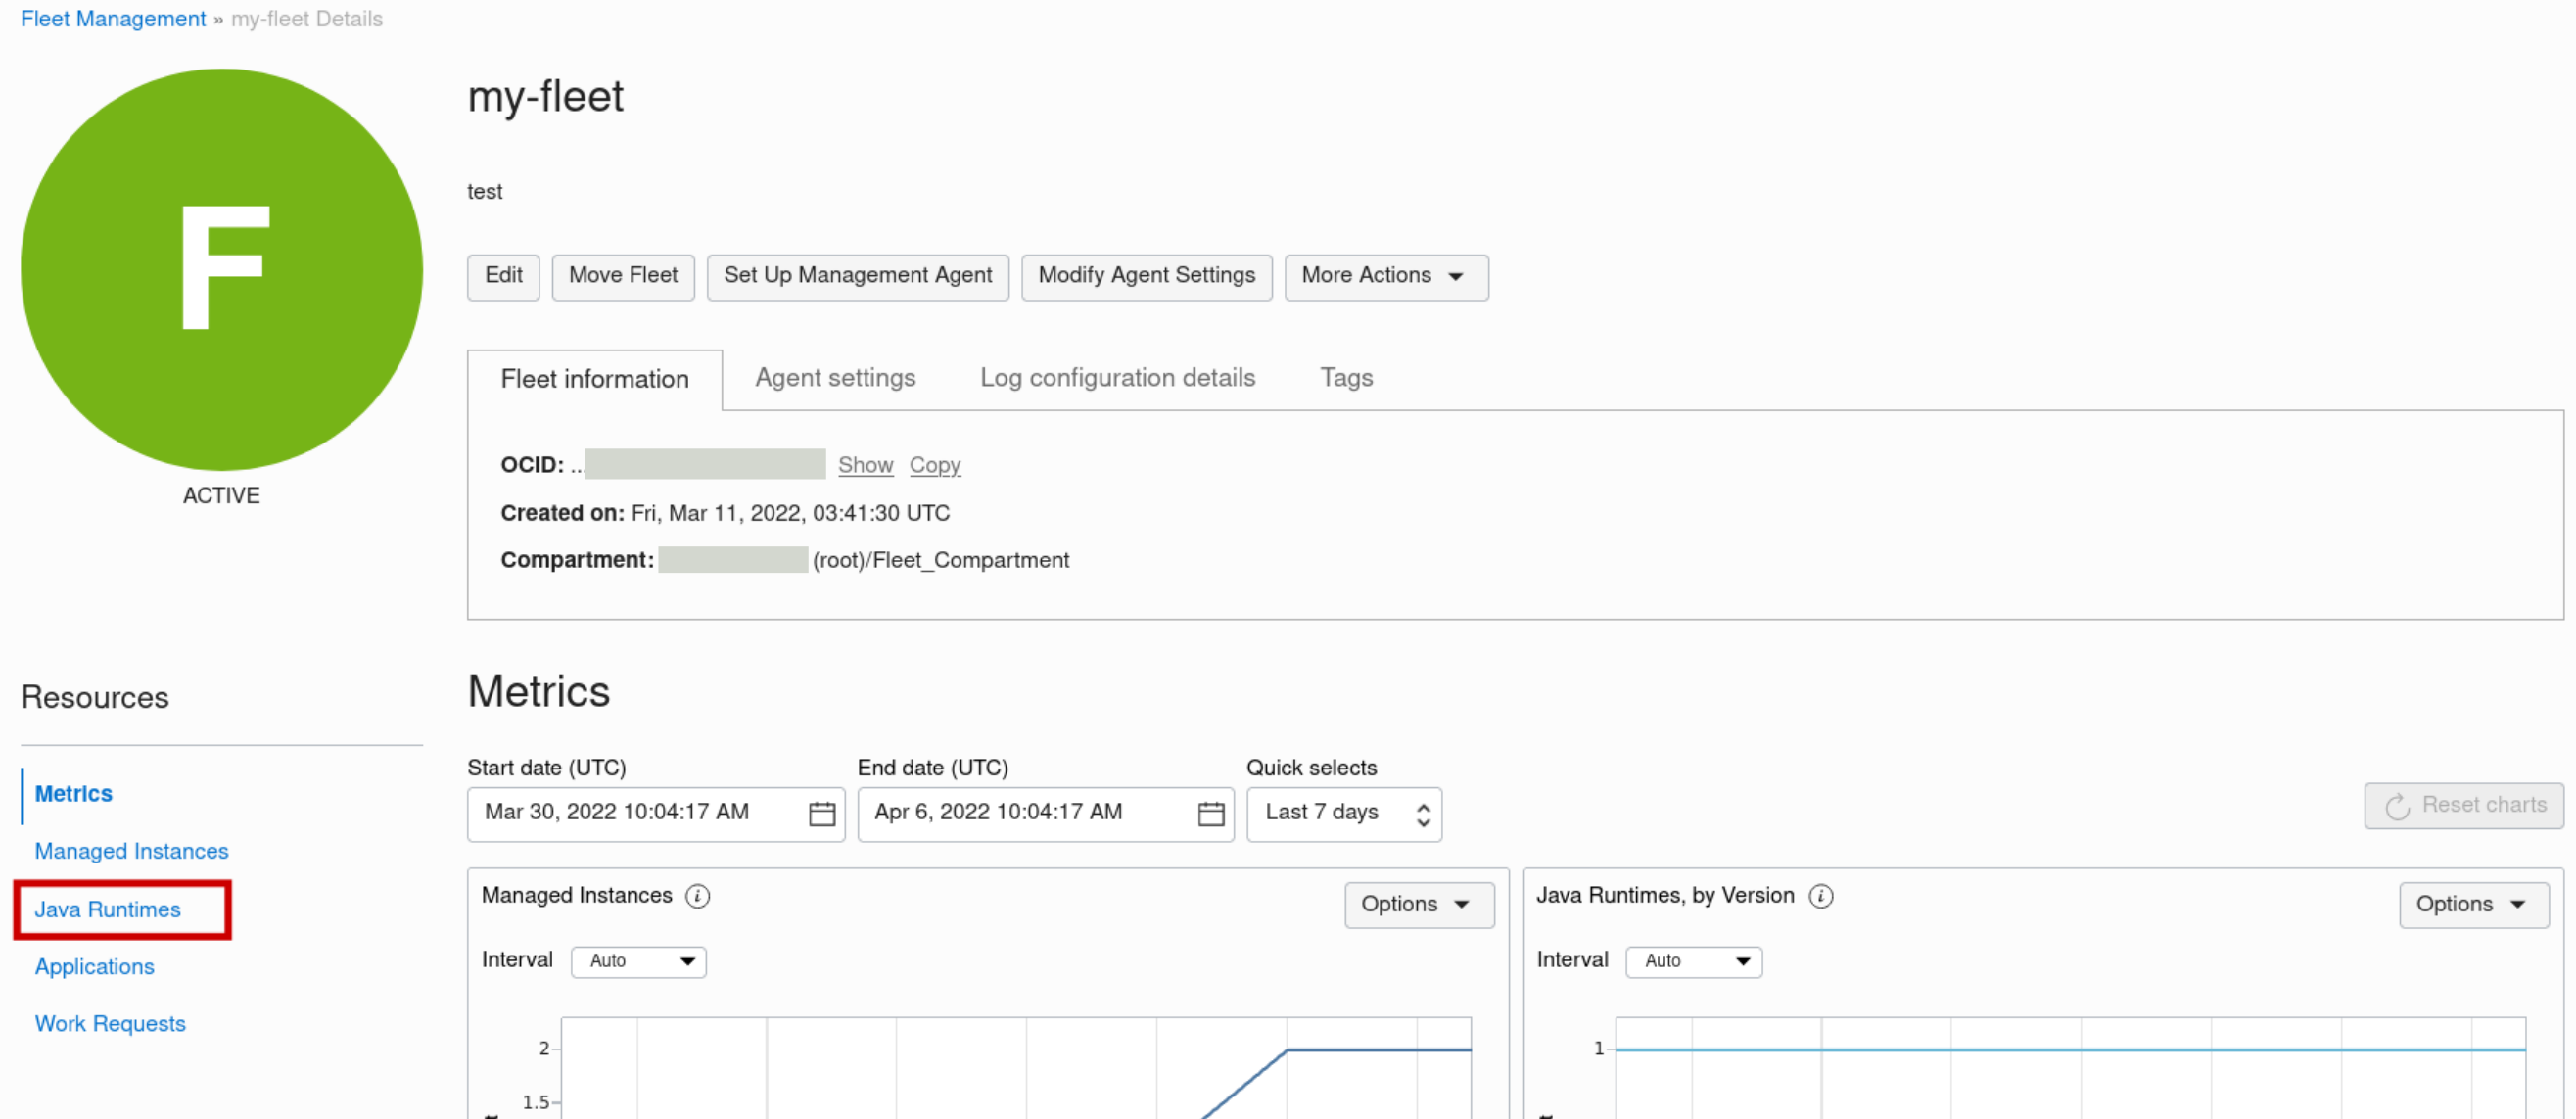 Fleet Management » my-fleet Details
F
ACTIVE
my-fleet
test
Edit Move Fleet Set Up Management Agent Modify Agent Settings More Actions
Fleet information Agent settings Log configuration details Tags
OCID: ... Show Copy
Created on: Fri, Mar 11, 2022, 03:41:30 UTC
Compartment: (root)/Fleet_Compartment
Resources
Metrics
Managed Instances
Java Runtimes
Applications
Work Requests
Metrics
Start date (UTC) End date (UTC) Quick selects
Mar 30, 2022 10:04:17 AM Apr 6, 2022 10:04:17 AM Last 7 days Reset charts
Managed Instances i Options
Interval Auto
2
1.5
Java Runtimes, by Version i Options
Interval Auto
1